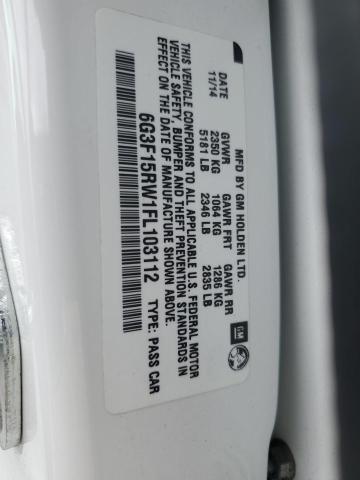 MFD BY GM HOLDEN LTD.
DATE GVWR GAWR FRT GAWR RR
11/14 2350 KG 1064 KG 1286 KG
5181 LB 2346 LB 2835 LB
THIS VEHICLE CONFORMS TO ALL APPLICABLE U.S. FEDERAL MOTOR
VEHICLE SAFETY, BUMPER AND THEFT PREVENTION STANDARDS IN
EFFECT ON THE DATE OF MANUFACTURE SHOWN ABOVE.
6G3F15RW1FL103112 TYPE: PASS CAR
GM